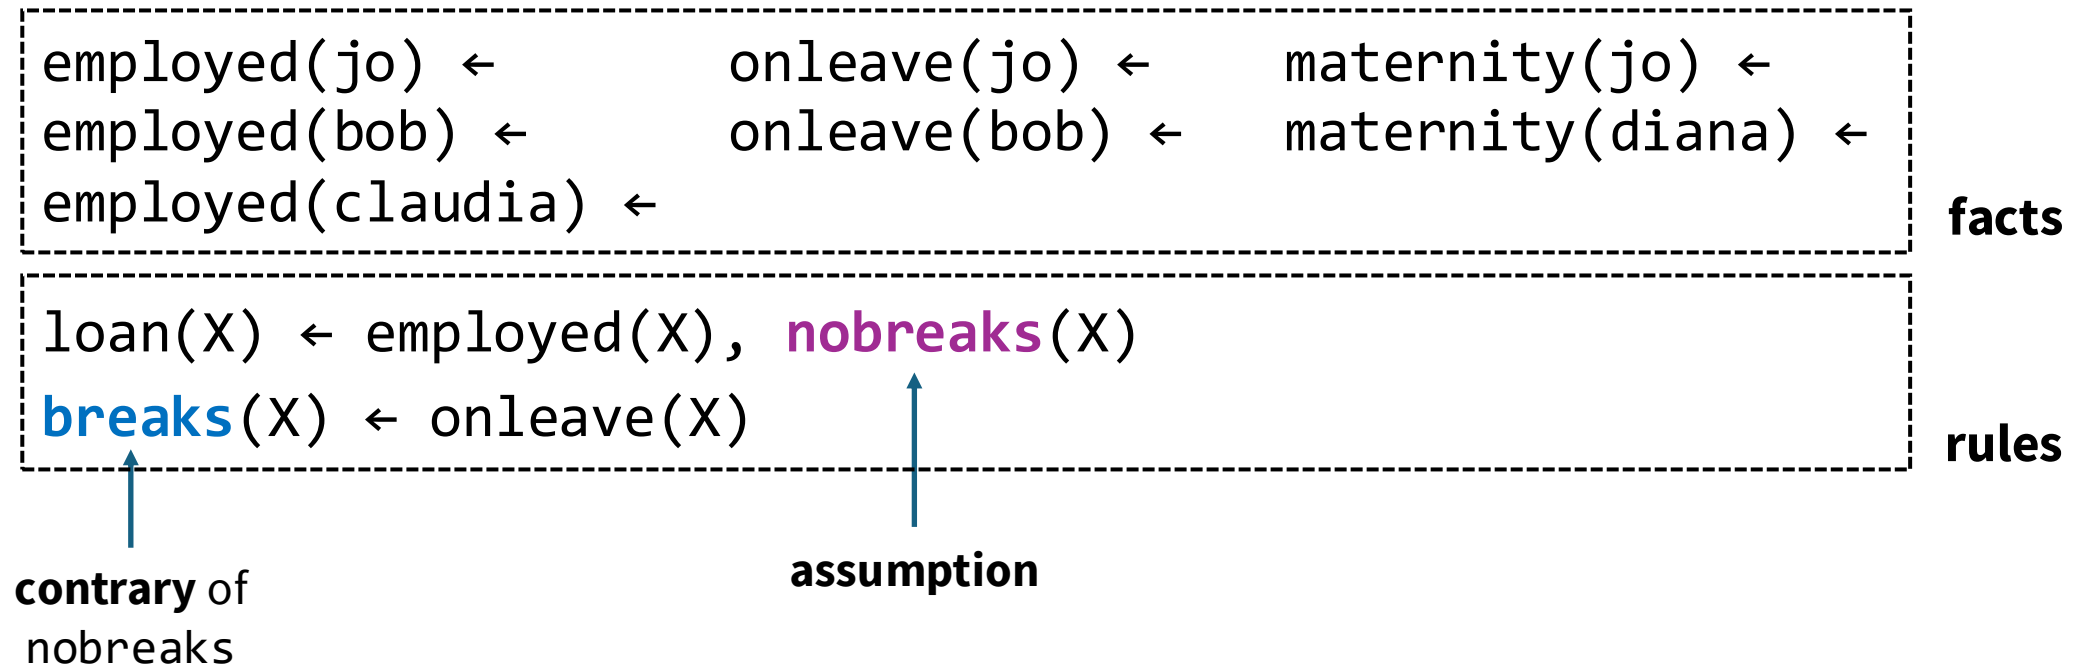 employed(jo) ← onleave(jo) ← maternity(jo) ←
employed(bob) ← onleave(bob) ← maternity(diana) ←
employed(claudia) ←
facts
loan(X) ← employed(X), nobreaks(X)
breaks(X) ← onleave(X)
rules
contrary of
nobreaks
assumption